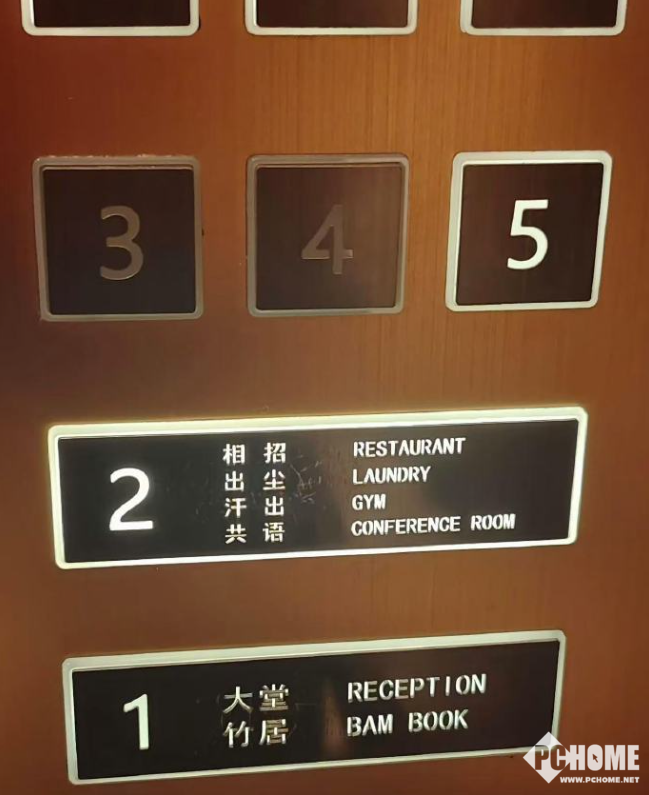 3 4 5
2
相 招 RESTAURANT
出 尘 LAUNDRY
汗 出 GYM
共 语 CONFERENCE ROOM
1
大堂 RECEPTION
竹居 BAM BOOK
PCHOME
WWW.PCHOME.NET